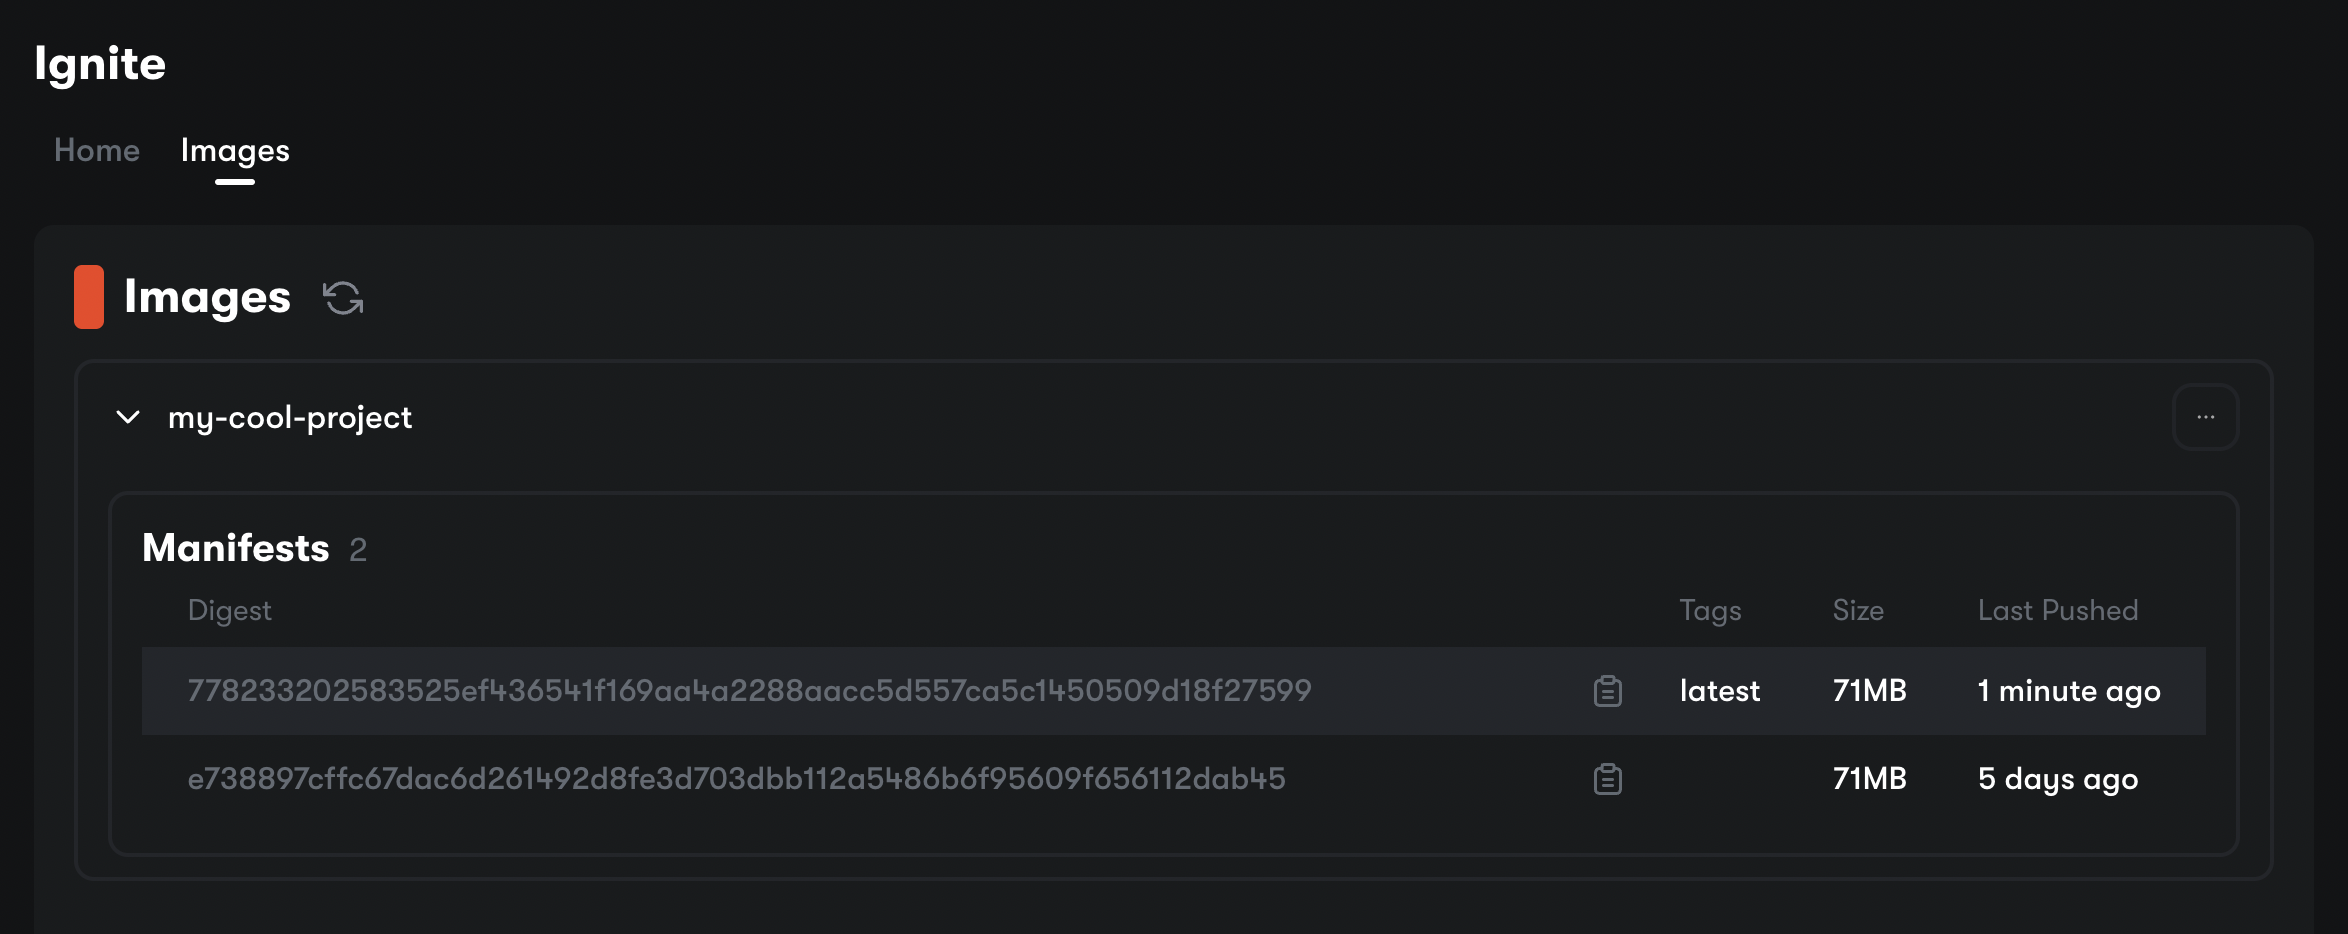 Ignite
Home Images
Images
my-cool-project
...
Manifests 2
Digest Tags Size Last Pushed
778233202583525ef436541f169aa4a2288aacc5d557ca5c1450509d18f27599 latest 71MB 1 minute ago
e738897cffc67dac6d261492d8fe3d703dbb112a5486b6f95609f656112dab45 71MB 5 days ago